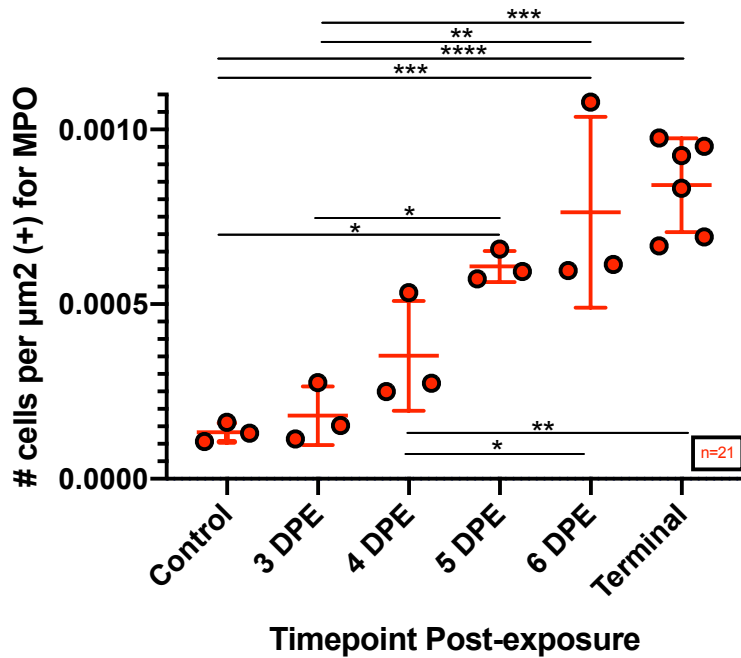 ***
**
****
***
# cells per µm2 (+) for MPO
0.0010
*
*
0.0005
**
*
n=21
0.0000
Control
3 DPE
4 DPE
5 DPE
6 DPE
Terminal
Timepoint Post-exposure